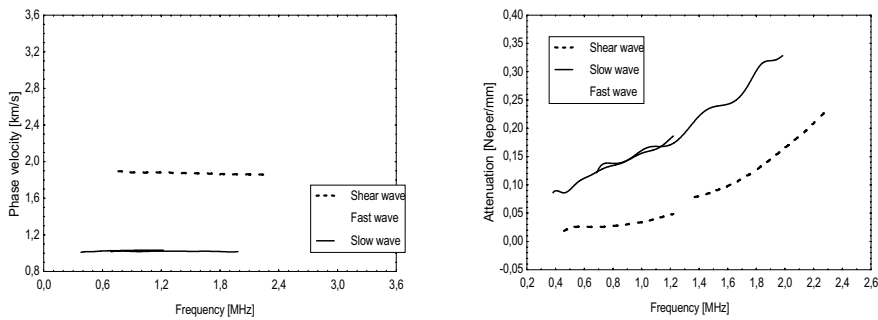 3,6
3,2
2,8
2,4
2,0
1,6
1,2
0,8
Phase velocity [km/s]
0,0 0,6 1,2 1,8 2,4 3,0 3,6
Frequency [MHz]
Shear wave
Fast wave
Slow wave
0,40
0,35
0,30
0,25
0,20
0,15
0,10
0,05
0,00
-0,05
Attenuation [Neper/mm]
0,2 0,4 0,6 0,8 1,0 1,2 1,4 1,6 1,8 2,0 2,2 2,4 2,6
Frequency [MHz]
Shear wave
Slow wave
Fast wave